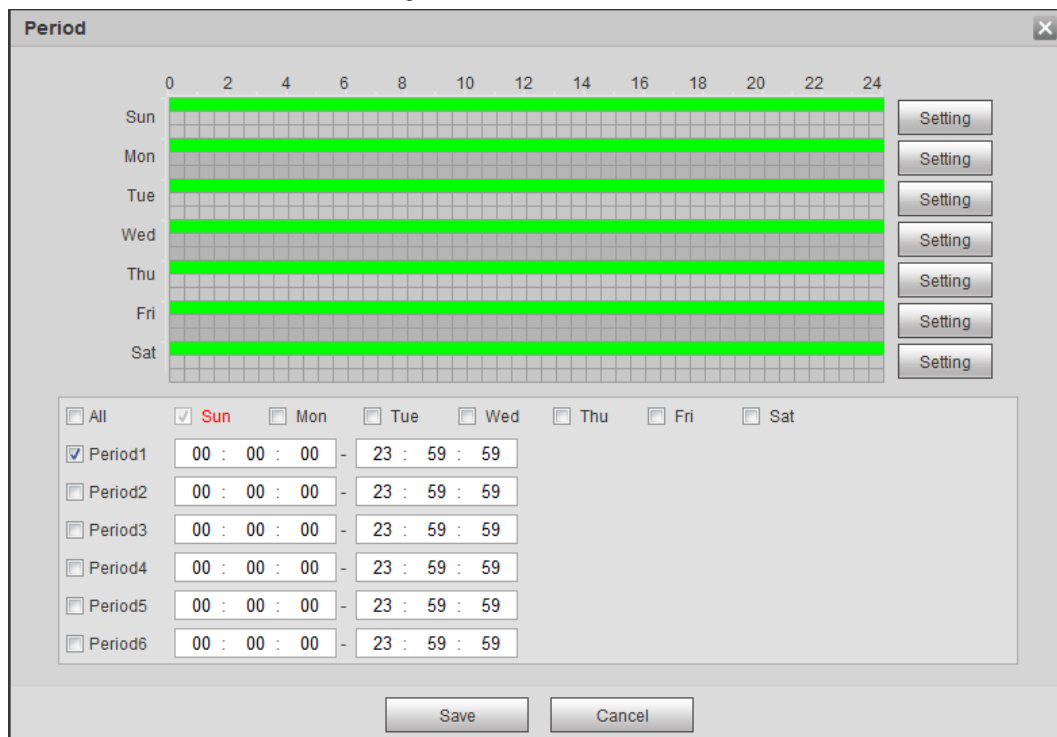 Period
0 2 4 6 8 10 12 14 16 18 20 22 24
Sun Setting
Mon Setting
Tue Setting
Wed Setting
Thu Setting
Fri Setting
Sat Setting
All Sun Mon Tue Wed Thu Fri Sat
Period1 00 : 00 : 00 - 23 : 59 : 59
Period2 00 : 00 : 00 - 23 : 59 : 59
Period3 00 : 00 : 00 - 23 : 59 : 59
Period4 00 : 00 : 00 - 23 : 59 : 59
Period5 00 : 00 : 00 - 23 : 59 : 59
Period6 00 : 00 : 00 - 23 : 59 : 59
Save Cancel